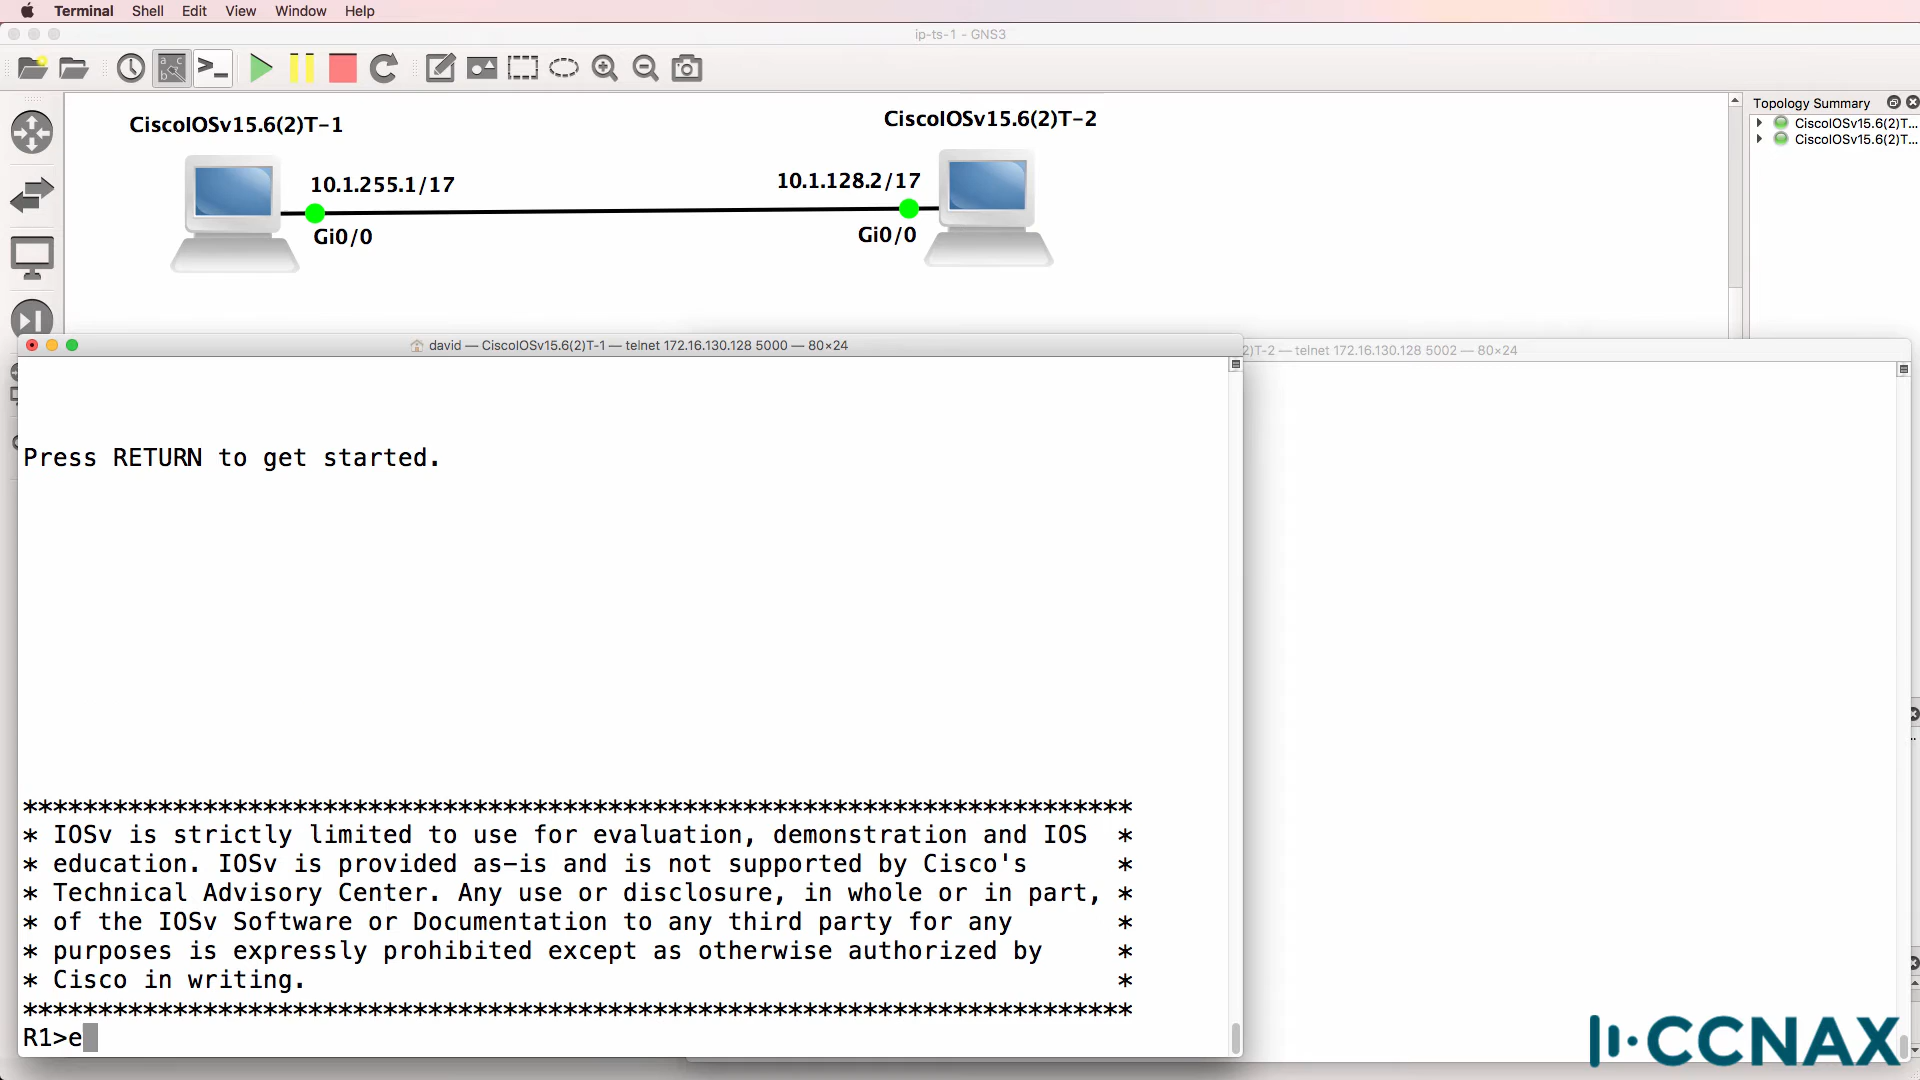 Terminal Shell Edit View Window Help
ip-ts-1 - GNS3
Topology Summary
CiscoIOSv15.6(2)T...
CiscoIOSv15.6(2)T...
CiscoIOSv15.6(2)T-1
CiscoIOSv15.6(2)T-2
10.1.255.1/17
10.1.128.2/17
Gi0/0
Gi0/0
david — CiscoIOSv15.6(2)T-1 — telnet 172.16.130.128 5000 — 80×24
2)T-2 — telnet 172.16.130.128 5002 — 80×24
Press RETURN to get started.
**************************************************************************
* IOSv is strictly limited to use for evaluation, demonstration and IOS  *
* education. IOSv is provided as-is and is not supported by Cisco's      *
* Technical Advisory Center. Any use or disclosure, in whole or in part, *
* of the IOSv Software or Documentation to any third party for any       *
* purposes is expressly prohibited except as otherwise authorized by     *
* Cisco in writing.                                                      *
**************************************************************************
R1>e
CCNAX